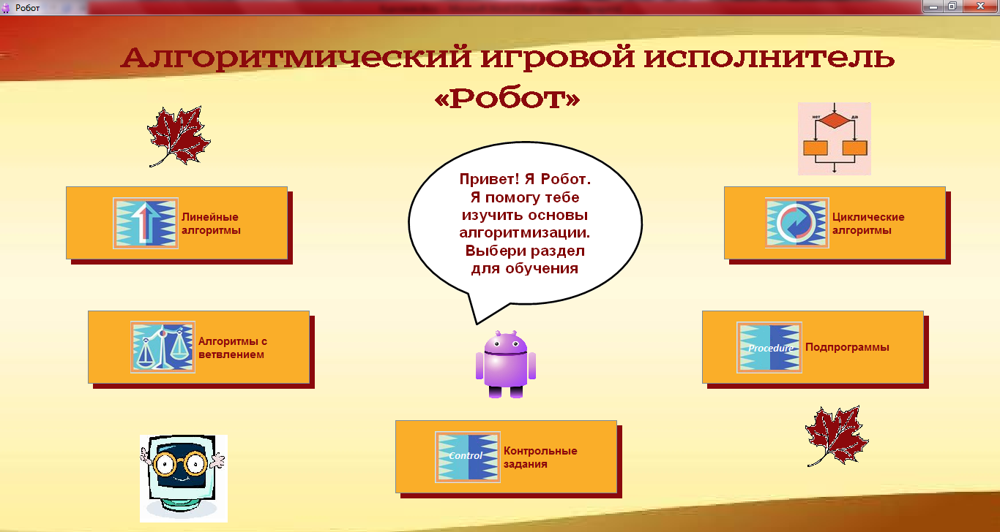 Робот
Алгоритмический игровой исполнитель
«Робот»
нет
да
Привет! Я Робот.
Я помогу тебе
изучить основы
алгоритмизации.
Выбери раздел
для обучения
Линейные
алгоритмы
Циклические
алгоритмы
Алгоритмы с
ветвлением
Procedure
Подпрограммы
Control
Контрольные
задания